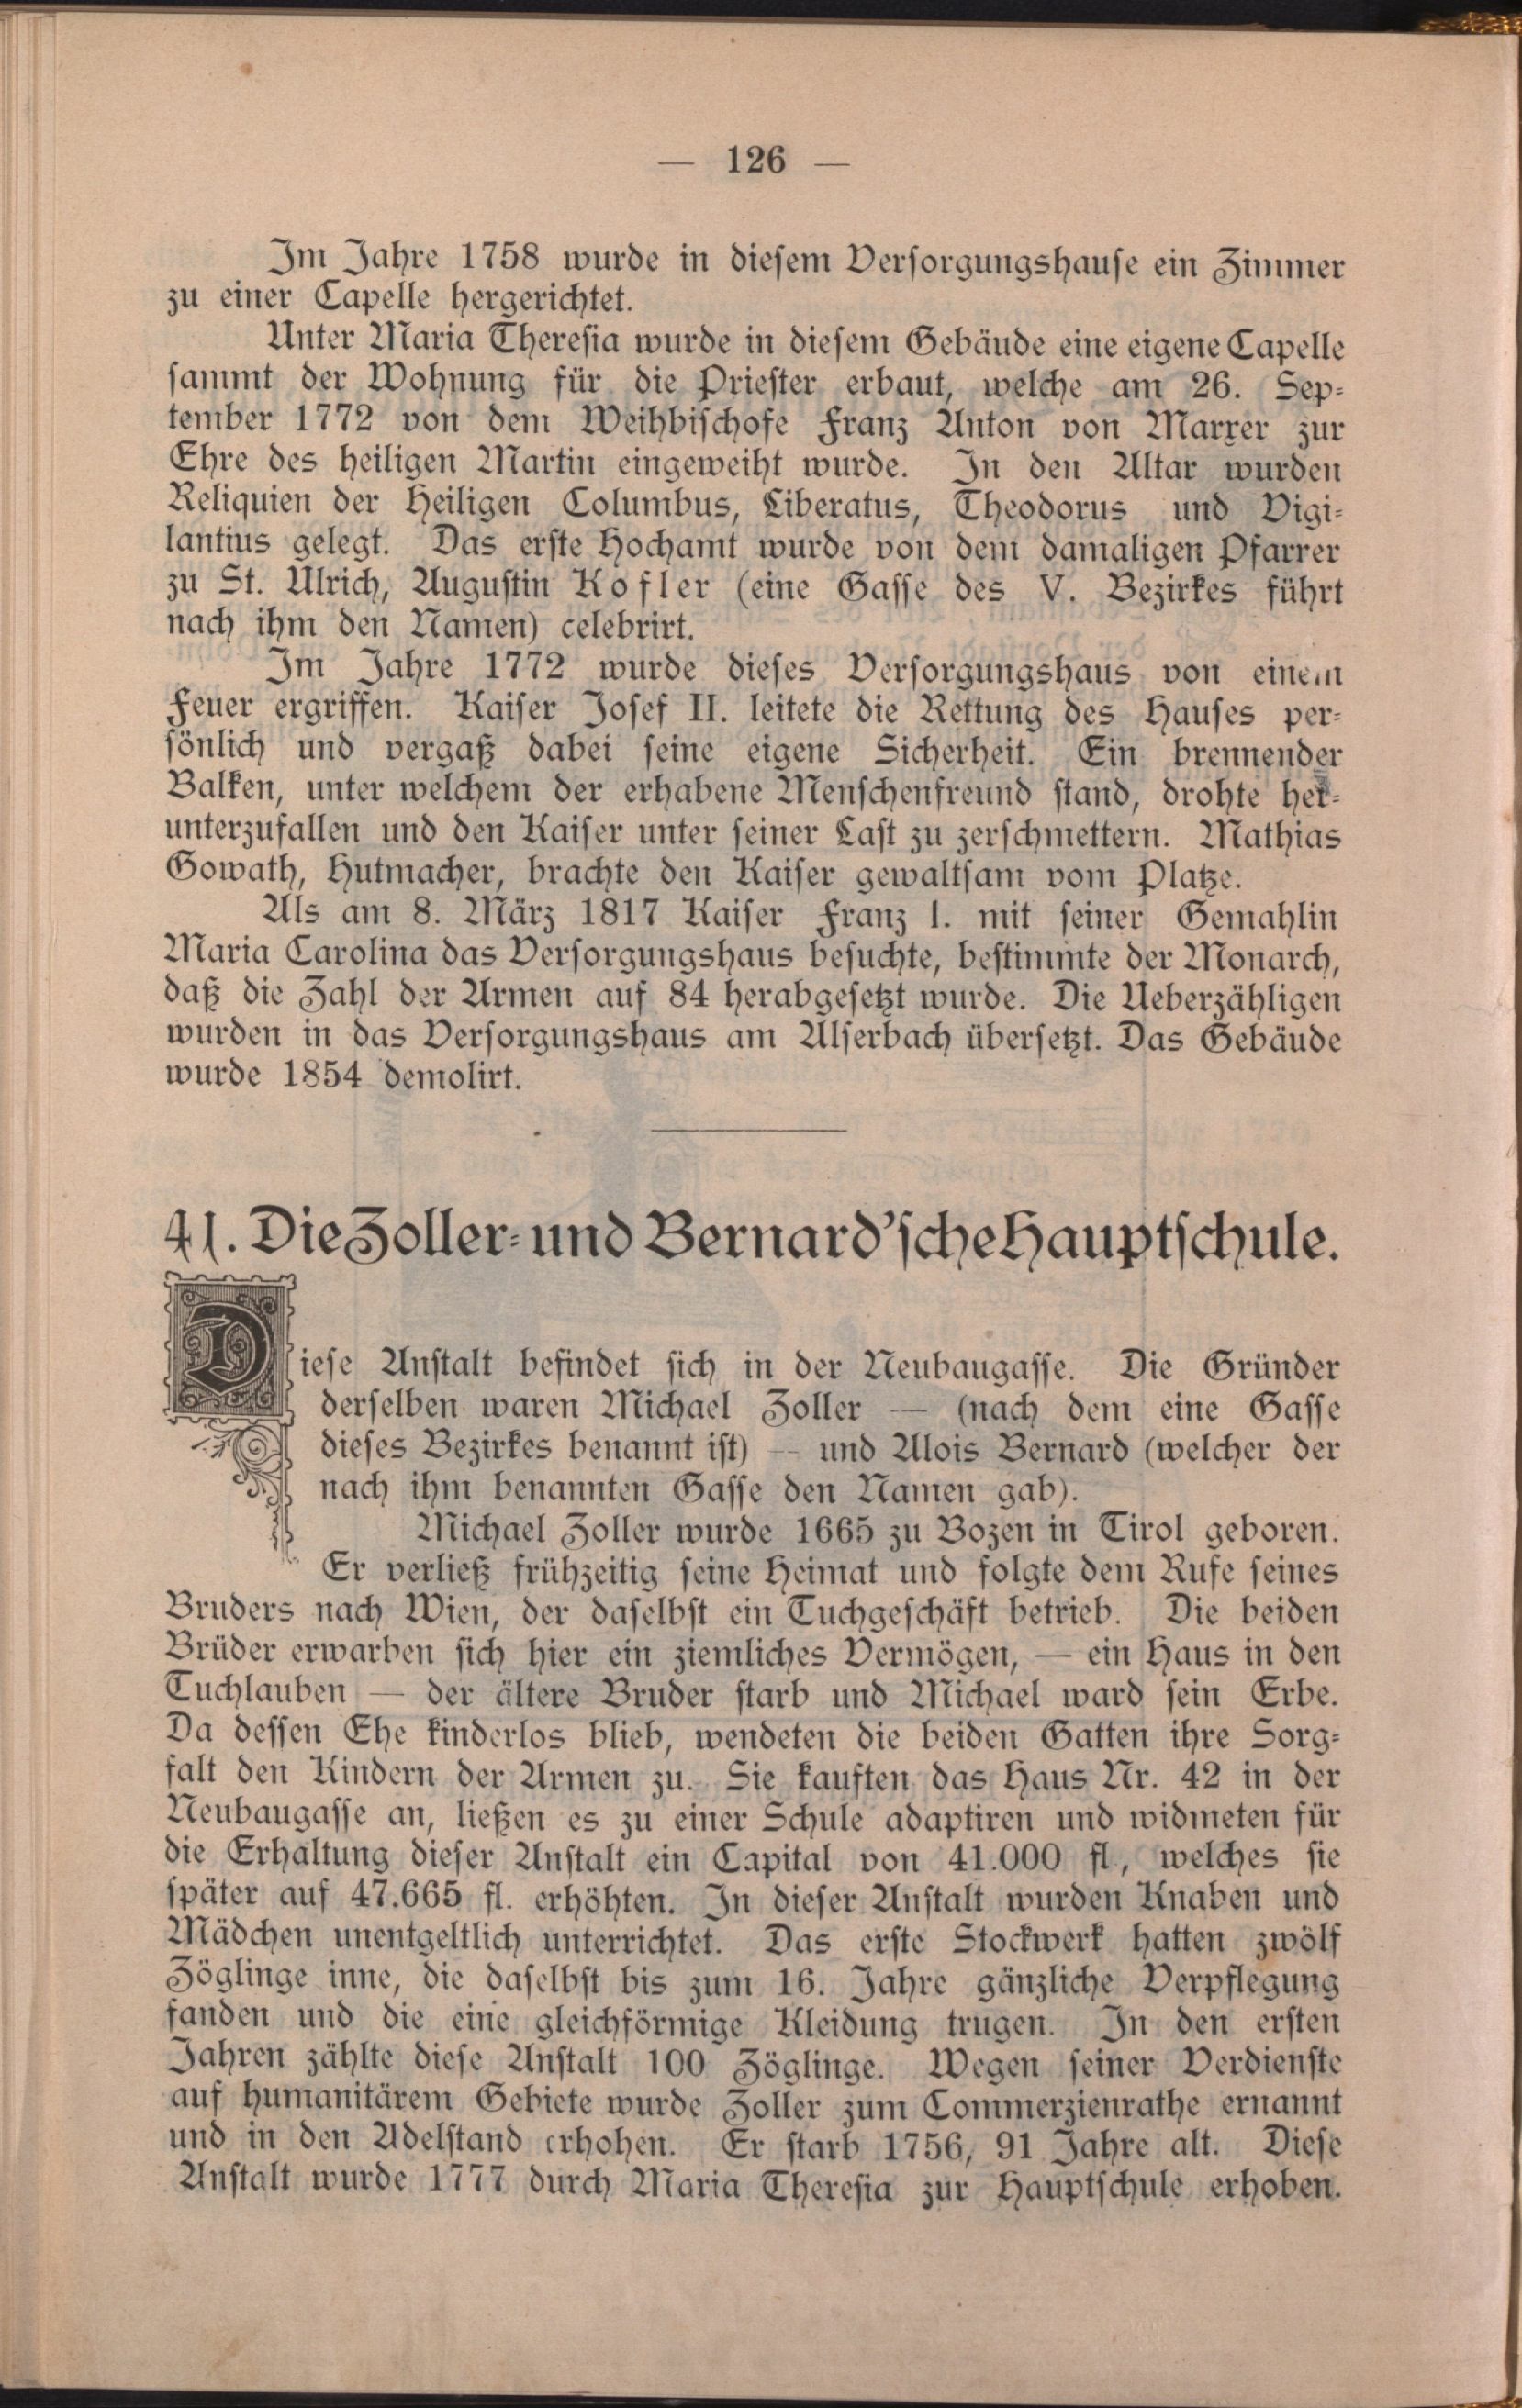 — 126 —
Im Jahre 1758 wurde in diesem Versorgungshause ein Zimmer
zu einer Capelle hergerichtet.
Unter Maria Theresia wurde in diesem Gebäude eine eigene Capelle
sammt der Wohnung für die Priester erbaut, welche am 26. Sep-
tember 1772 von dem Weihbischofe Franz Anton von Marxer zur
Ehre des heiligen Martin eingeweiht wurde. In den Altar wurden
Reliquien der Heiligen Columbus, Liberatus, Theodorus und Vigi-
lantius gelegt. Das erste Hochamt wurde von dem damaligen Pfarrer
zu St. Ulrich, Augustin Kofler (eine Gasse des V. Bezirkes führt
nach ihm den Namen) celebrirt.
Im Jahre 1772 wurde dieses Versorgungshaus von einem
Feuer ergriffen. Kaiser Josef II. leitete die Rettung des Hauses per-
sönlich und vergaß dabei seine eigene Sicherheit. Ein brennender
Balken, unter welchem der erhabene Menschenfreund stand, drohte her-
unterzufallen und den Kaiser unter seiner Last zu zerschmettern. Mathias
Gowath, Hutmacher, brachte den Kaiser gewaltsam vom Platze.
Als am 8. März 1817 Kaiser Franz I. mit seiner Gemahlin
Maria Carolina das Versorgungshaus besuchte, bestimmte der Monarch,
daß die Zahl der Armen auf 84 herabgesetzt wurde. Die Ueberzähligen
wurden in das Versorgungshaus am Alserbach übersetzt. Das Gebäude
wurde 1854 demolirt.
41. Die Zoller- und Bernard'sche Hauptschule.
Diese Anstalt befindet sich in der Neubaugasse. Die Gründer
derselben waren Michael Zoller — (nach dem eine Gasse
dieses Bezirkes benannt ist) — und Alois Bernard (welcher der
nach ihm benannten Gasse den Namen gab).
Michael Zoller wurde 1665 zu Bozen in Tirol geboren.
Er verließ frühzeitig seine Heimat und folgte dem Rufe seines
Bruders nach Wien, der daselbst ein Tuchgeschäft betrieb. Die beiden
Brüder erwarben sich hier ein ziemliches Vermögen, — ein Haus in den
Tuchlauben — der ältere Bruder starb und Michael ward sein Erbe.
Da dessen Ehe kinderlos blieb, wendeten die beiden Gatten ihre Sorg-
falt den Kindern der Armen zu. Sie kauften das Haus Nr. 42 in der
Neubaugasse an, ließen es zu einer Schule adaptiren und widmeten für
die Erhaltung dieser Anstalt ein Capital von 41.000 fl., welches sie
später auf 47.665 fl. erhöhten. In dieser Anstalt wurden Knaben und
Mädchen unentgeltlich unterrichtet. Das erste Stockwerk hatten zwölf
Zöglinge inne, die daselbst bis zum 16. Jahre gänzliche Verpflegung
fanden und die eine gleichförmige Kleidung trugen. In den ersten
Jahren zählte diese Anstalt 100 Zöglinge. Wegen seiner Verdienste
auf humanitärem Gebiete wurde Zoller zum Commerzienrathe ernannt
und in den Adelstand erhohen. Er starb 1756, 91 Jahre alt. Diese
Anstalt wurde 1777 durch Maria Theresia zur Hauptschule erhoben.